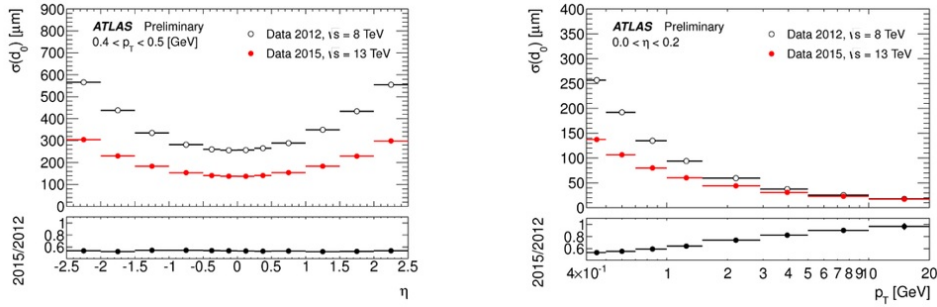 900
800
700
600
500
400
300
200
100
0
σ(d₀) [μm]
ATLAS Preliminary
0.4 < p_T < 0.5 [GeV]
Data 2012, √s = 8 TeV
Data 2015, √s = 13 TeV
2015/2012
1
0.8
0.6
-2.5 -2 -1.5 -1 -0.5 0 0.5 1 1.5 2 2.5
η
400
350
300
250
200
150
100
50
0
σ(d₀) [μm]
ATLAS Preliminary
0.0 < η < 0.2
Data 2012, √s = 8 TeV
Data 2015, √s = 13 TeV
2015/2012
1
0.8
0.6
4×10⁻¹ 1 2 3 4 5 6 7 8 9 10 20
p_T [GeV]